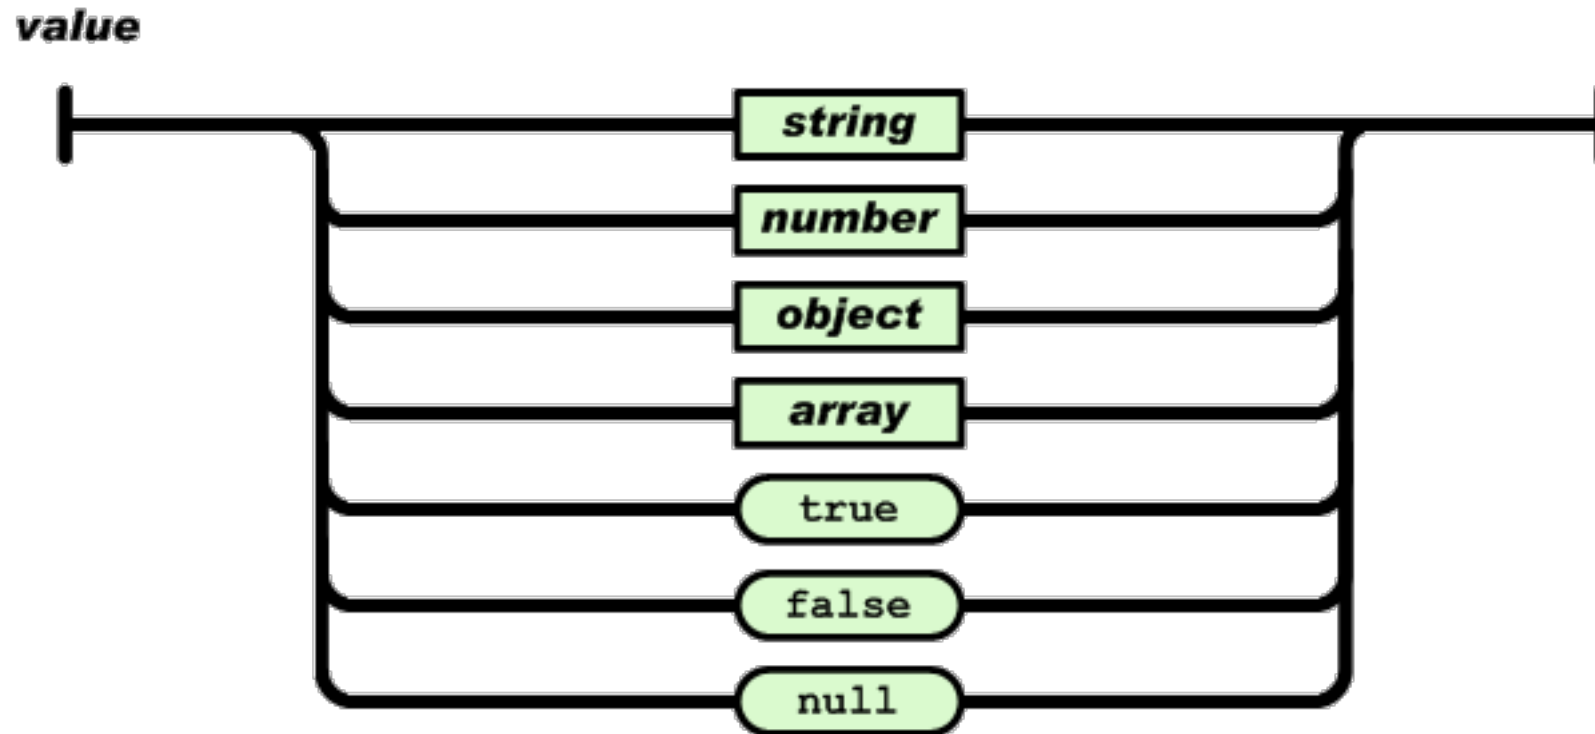 value
string
number
object
array
true
false
null